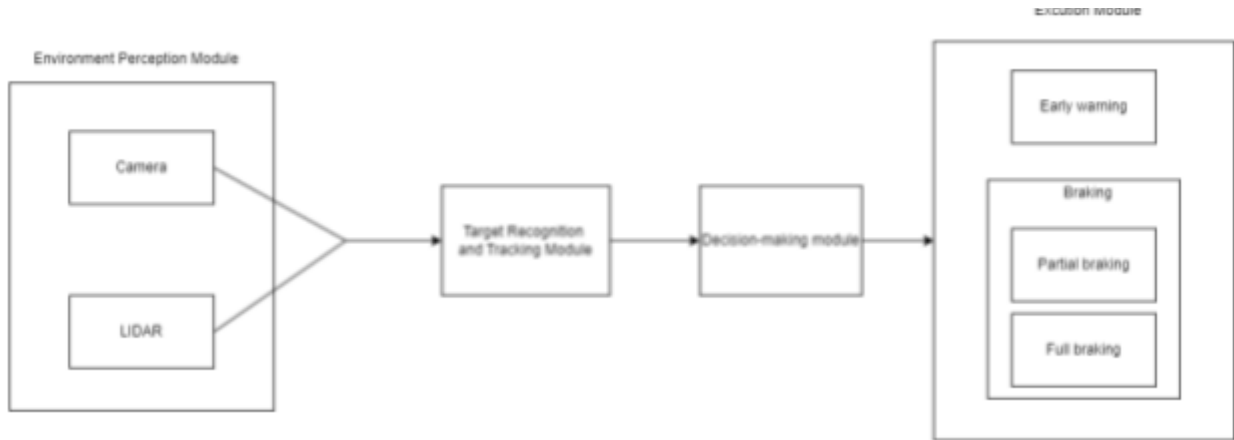 Excution Module
Environment Perception Module
Early warning
Camera
Braking
Target Recognition
and Tracking Module
Decision-making module
Partial braking
LIDAR
Full braking